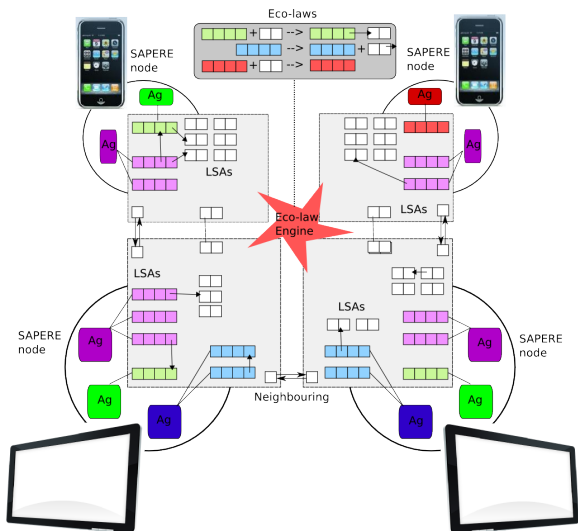 Eco-laws
+ --> 
--> +
+ -->
SAPERE
node
SAPERE
node
Ag
Ag
Ag
Ag
LSAs
LSAs
Eco-law
Engine
LSAs
LSAs
SAPERE
node
SAPERE
node
Ag
Ag
Ag
Ag
Ag
Ag
Neighbouring